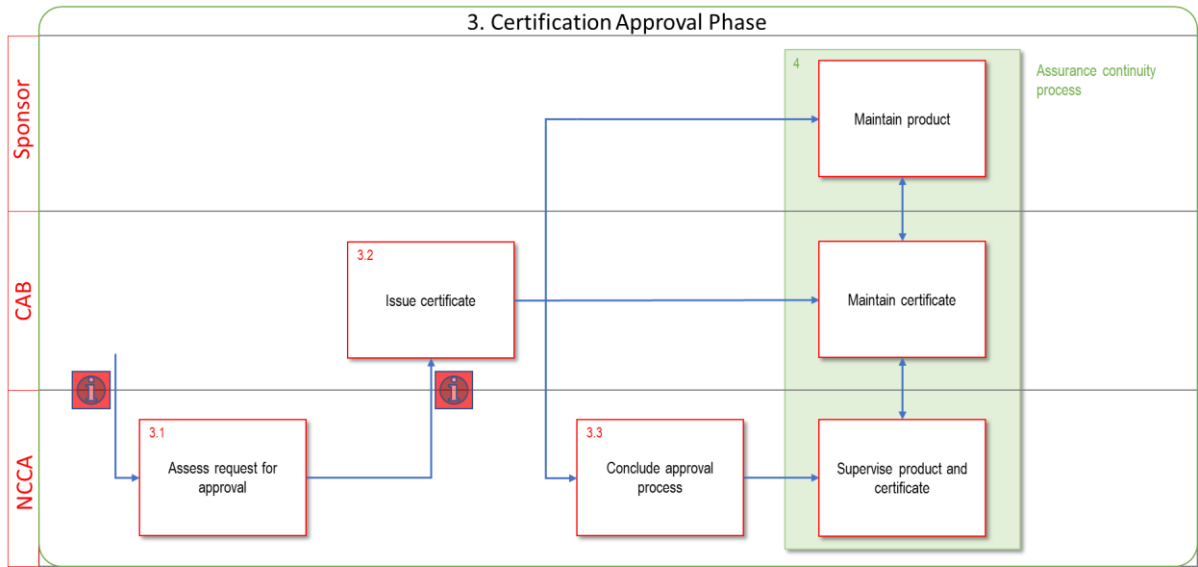 3. Certification Approval Phase
Sponsor
4
Maintain product
Assurance continuity
process
CAB
3.2
Issue certificate
Maintain certificate
i
i
NCCA
3.1
Assess request for
approval
3.3
Conclude approval
process
Supervise product and
certificate